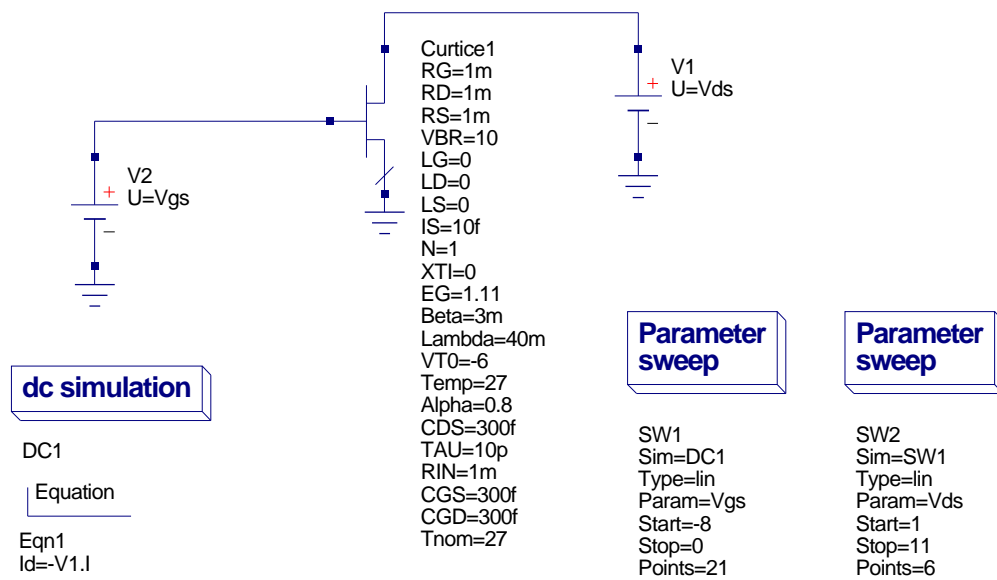 Curtice1
RG=1m
RD=1m
RS=1m
VBR=10
LG=0
LD=0
LS=0
IS=10f
N=1
XTI=0
EG=1.11
Beta=3m
Lambda=40m
VT0=-6
Temp=27
Alpha=0.8
CDS=300f
TAU=10p
RIN=1m
CGS=300f
CGD=300f
Tnom=27
V1
U=Vds
+
−
V2
U=Vgs
+
−
dc simulation
DC1
Equation
Eqn1
Id=-V1.I
Parameter
sweep
SW1
Sim=DC1
Type=lin
Param=Vgs
Start=-8
Stop=0
Points=21
Parameter
sweep
SW2
Sim=SW1
Type=lin
Param=Vds
Start=1
Stop=11
Points=6